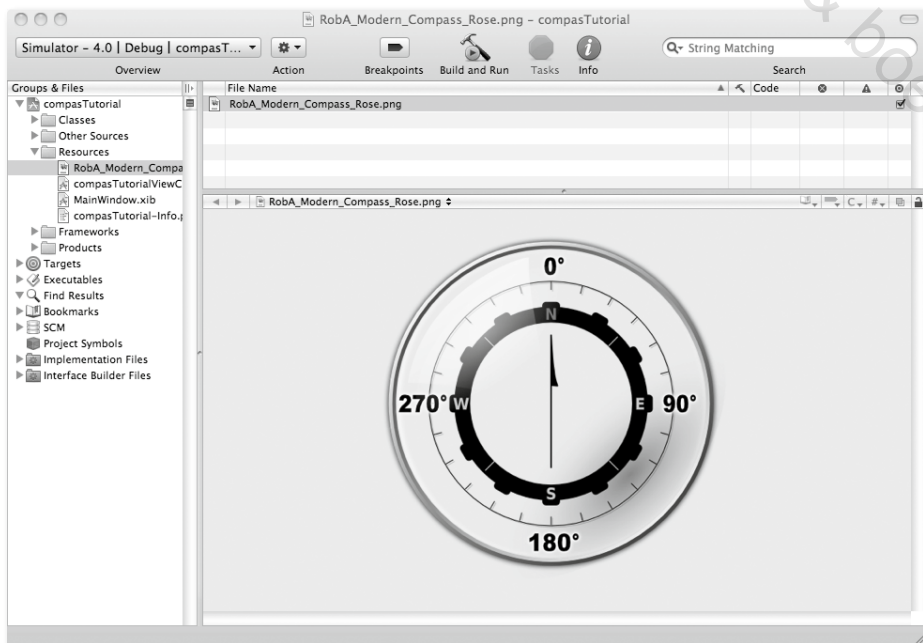 RobA_Modern_Compass_Rose.png – compasTutorial
Simulator – 4.0 | Debug | compasT...
String Matching
Overview
Action
Breakpoints
Build and Run
Tasks
Info
Search
Groups & Files
File Name
Code
compasTutorial
RobA_Modern_Compass_Rose.png
Classes
Other Sources
Resources
RobA_Modern_Compa
compasTutorialViewC
MainWindow.xib
compasTutorial-Info.p
Frameworks
Products
Targets
Executables
Find Results
Bookmarks
SCM
Project Symbols
Implementation Files
Interface Builder Files
RobA_Modern_Compass_Rose.png
C
#
0°
N
270° W
E 90°
S
180°